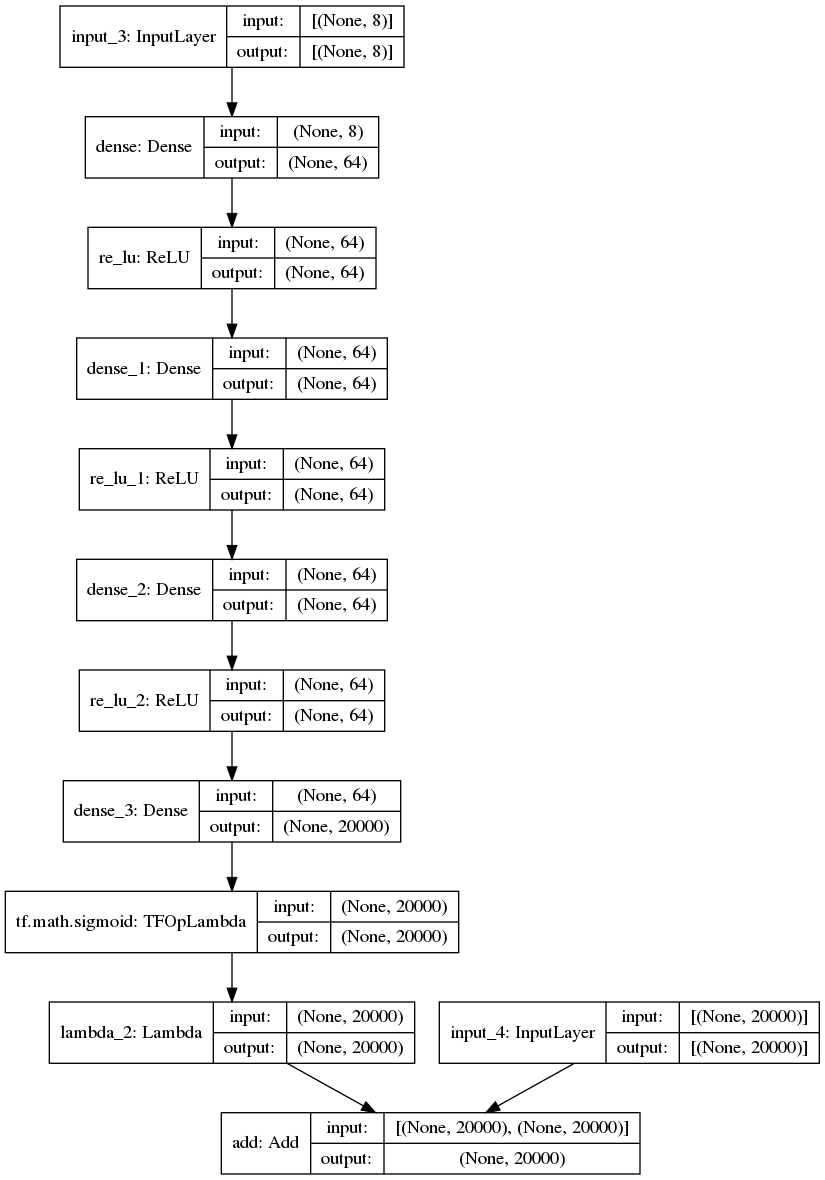 input_3: InputLayer
input: [(None, 8)]
output: [(None, 8)]
dense: Dense
input: (None, 8)
output: (None, 64)
re_lu: ReLU
input: (None, 64)
output: (None, 64)
dense_1: Dense
input: (None, 64)
output: (None, 64)
re_lu_1: ReLU
input: (None, 64)
output: (None, 64)
dense_2: Dense
input: (None, 64)
output: (None, 64)
re_lu_2: ReLU
input: (None, 64)
output: (None, 64)
dense_3: Dense
input: (None, 64)
output: (None, 20000)
tf.math.sigmoid: TFOpLambda
input: (None, 20000)
output: (None, 20000)
lambda_2: Lambda
input: (None, 20000)
output: (None, 20000)
input_4: InputLayer
input: [(None, 20000)]
output: [(None, 20000)]
add: Add
input: [(None, 20000), (None, 20000)]
output: (None, 20000)